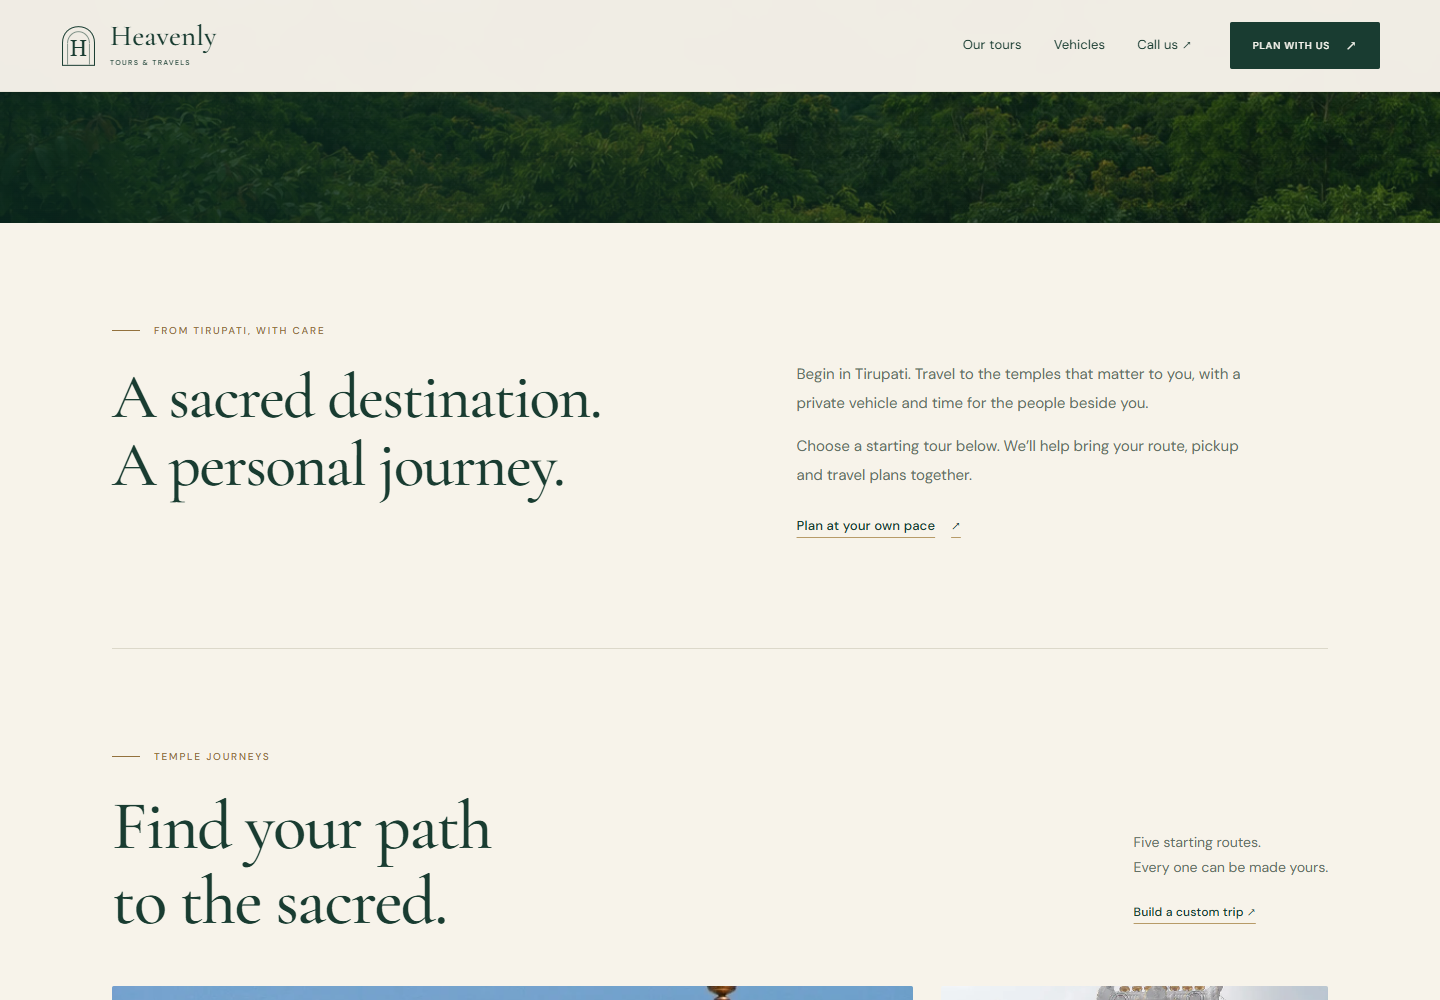 H
Heavenly
TOURS & TRAVELS
Our tours
Vehicles
Call us ↗
PLAN WITH US ↗
FROM TIRUPATI, WITH CARE
A sacred destination.
A personal journey.
Begin in Tirupati. Travel to the temples that matter to you, with a
private vehicle and time for the people beside you.
Choose a starting tour below. We’ll help bring your route, pickup
and travel plans together.
Plan at your own pace ↗
TEMPLE JOURNEYS
Find your path
to the sacred.
Five starting routes.
Every one can be made yours.
Build a custom trip ↗